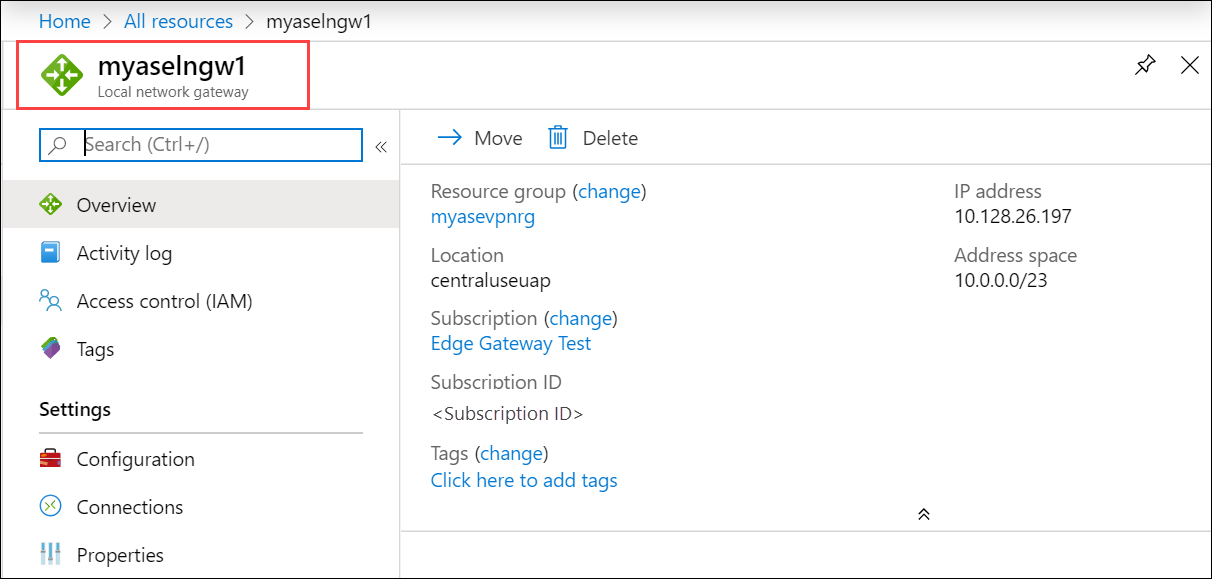 Home > All resources > myaselngw1
myaselngw1
Local network gateway
Search (Ctrl+/)
«
Overview
Activity log
Access control (IAM)
Tags
Settings
Configuration
Connections
Properties
Move
Delete
Resource group (change)
myasevpnrg
Location
centraluseuap
Subscription (change)
Edge Gateway Test
Subscription ID
<Subscription ID>
Tags (change)
Click here to add tags
IP address
10.128.26.197
Address space
10.0.0.0/23